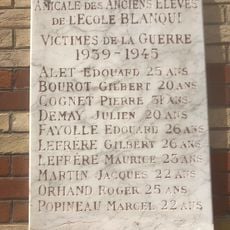 AMICALE DES ANCIENS ELEVES
DE L'ECOLE BLANQUI
VICTIMES DE LA GUERRE
1939-1945
ALET EDOUARD 25 ANS
BOUROT GILBERT 20 ANS
COGNET PIERRE 31 ANS
DEMAY JULIEN 20 ANS
FAYOLLE EDOUARD 26 ANS
LEFRÈRE GILBERT 26 ANS
LEFRÈRE MAURICE 23 ANS
MARTIN JACQUES 22 ANS
ORHAND ROGER 25 ANS
POPINEAU MARCEL 22 ANS